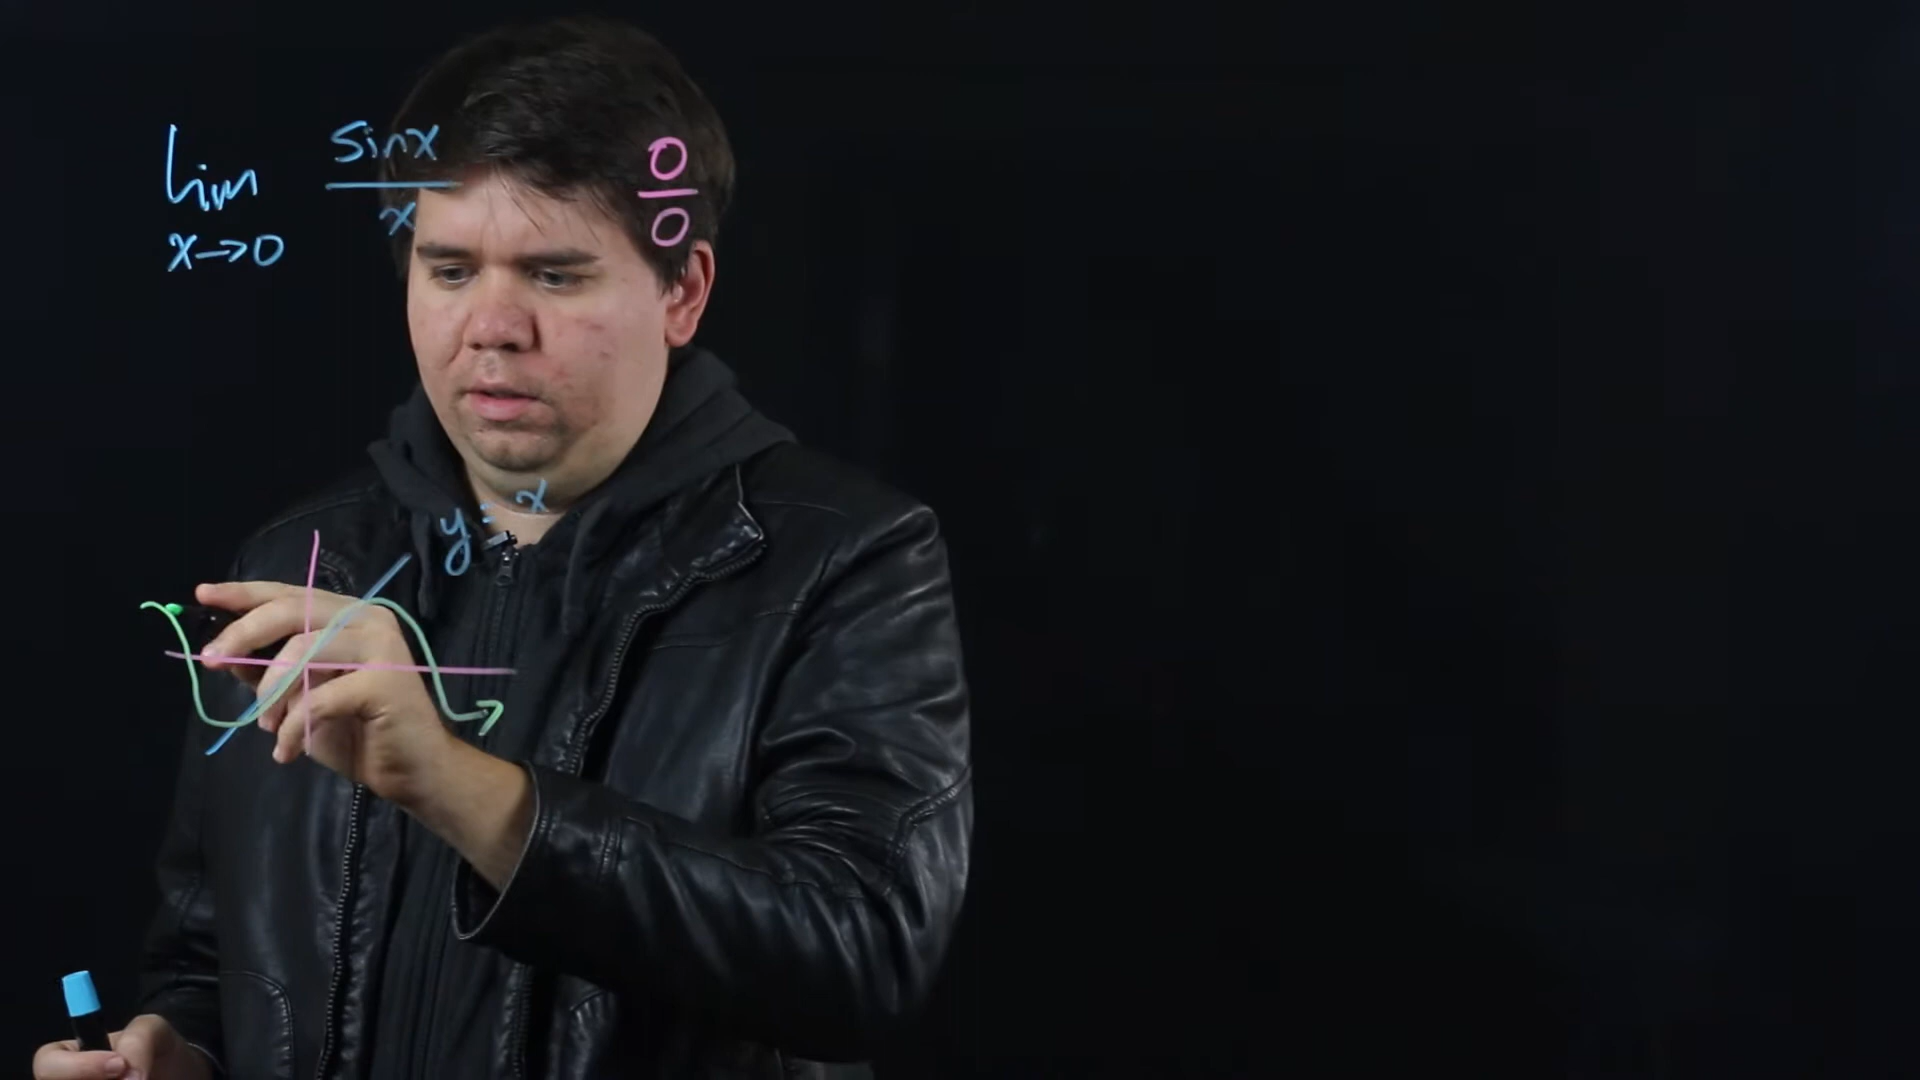 lim sinx/x 0/0
x→0
y = x